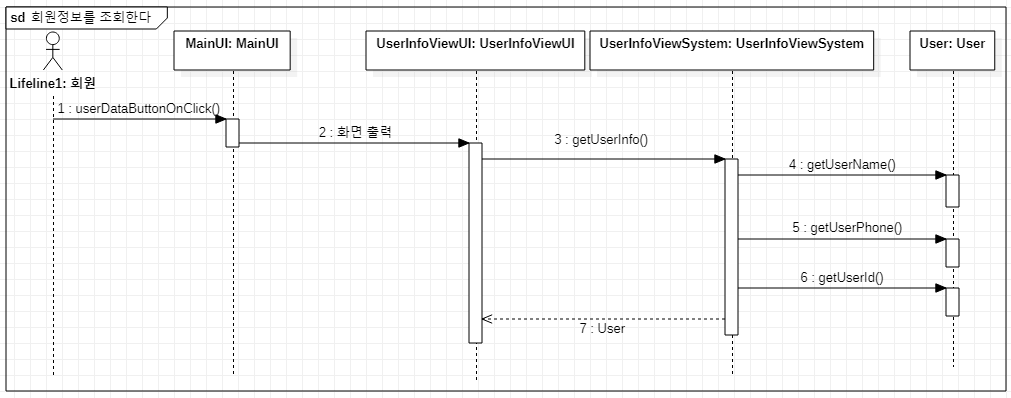 sd 회원정보를 조회한다
MainUI: MainUI
UserInfoViewUI: UserInfoViewUI
UserInfoViewSystem: UserInfoViewSystem
User: User
Lifeline1: 회원
1 : userDataButtonOnClick()
2 : 화면 출력
3 : getUserInfo()
4 : getUserName()
5 : getUserPhone()
6 : getUserId()
7 : User